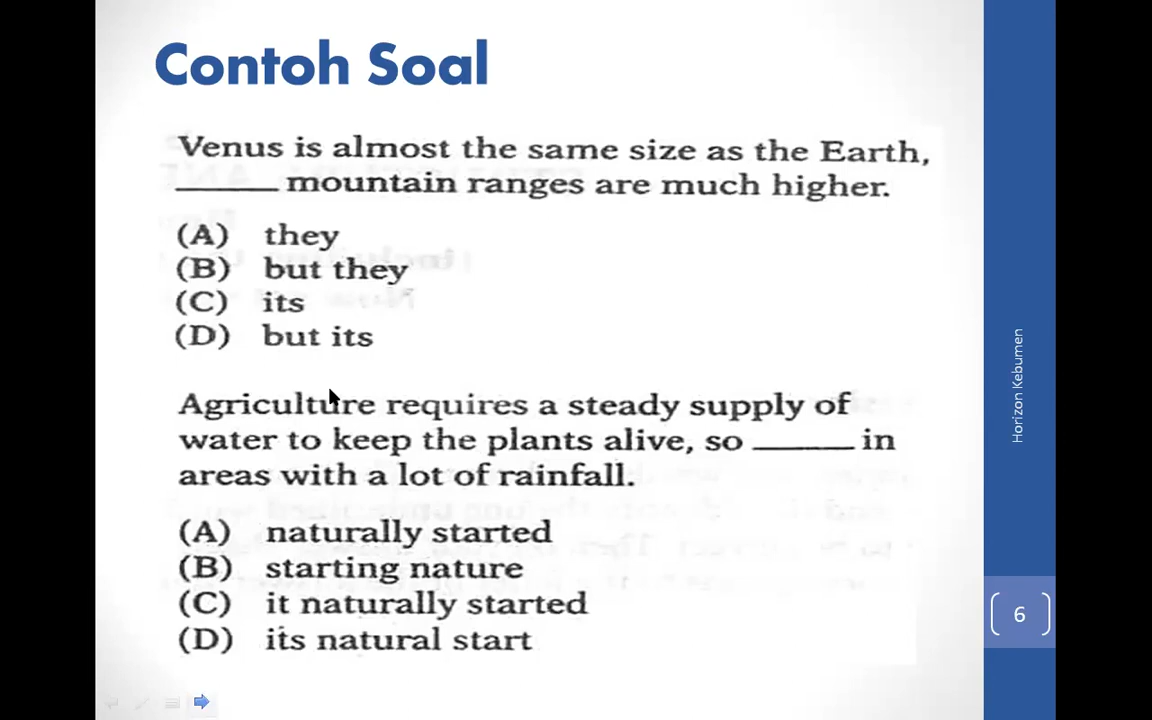 Contoh Soal
Venus is almost the same size as the Earth,
______ mountain ranges are much higher.
(A) they
(B) but they
(C) its
(D) but its
Agriculture requires a steady supply of
water to keep the plants alive, so ______ in
areas with a lot of rainfall.
(A) naturally started
(B) starting nature
(C) it naturally started
(D) its natural start
Horizon Kebumen
6